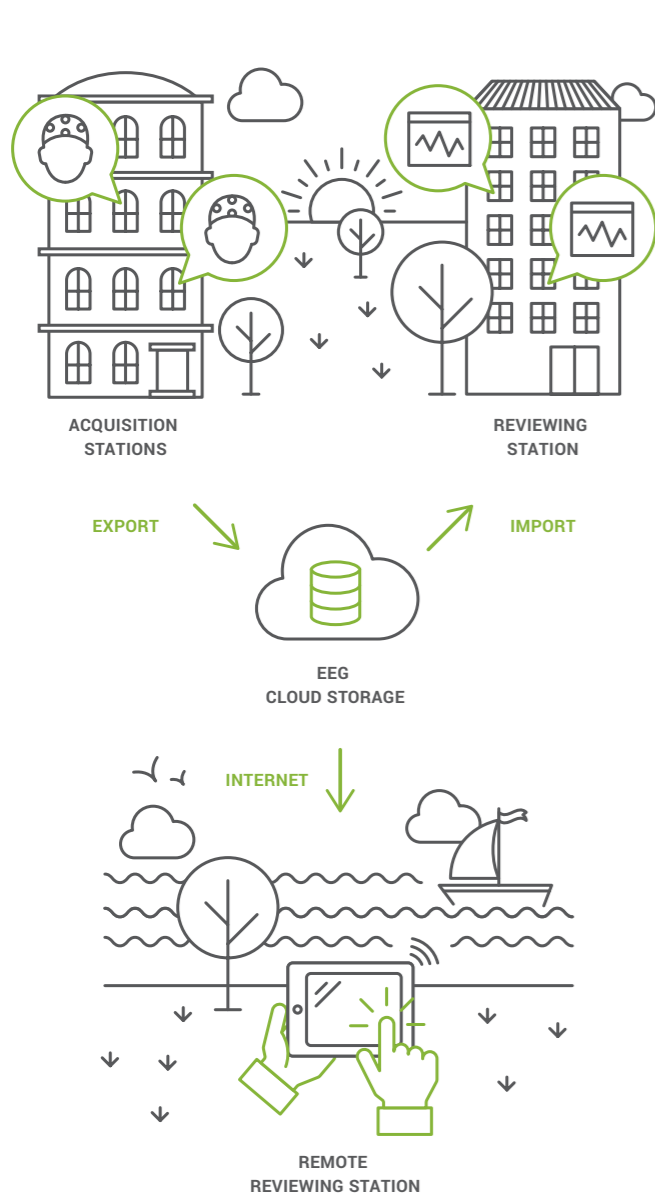 ACQUISITION
STATIONS
REVIEWING
STATION
EXPORT
IMPORT
EEG
CLOUD STORAGE
INTERNET
REMOTE
REVIEWING STATION